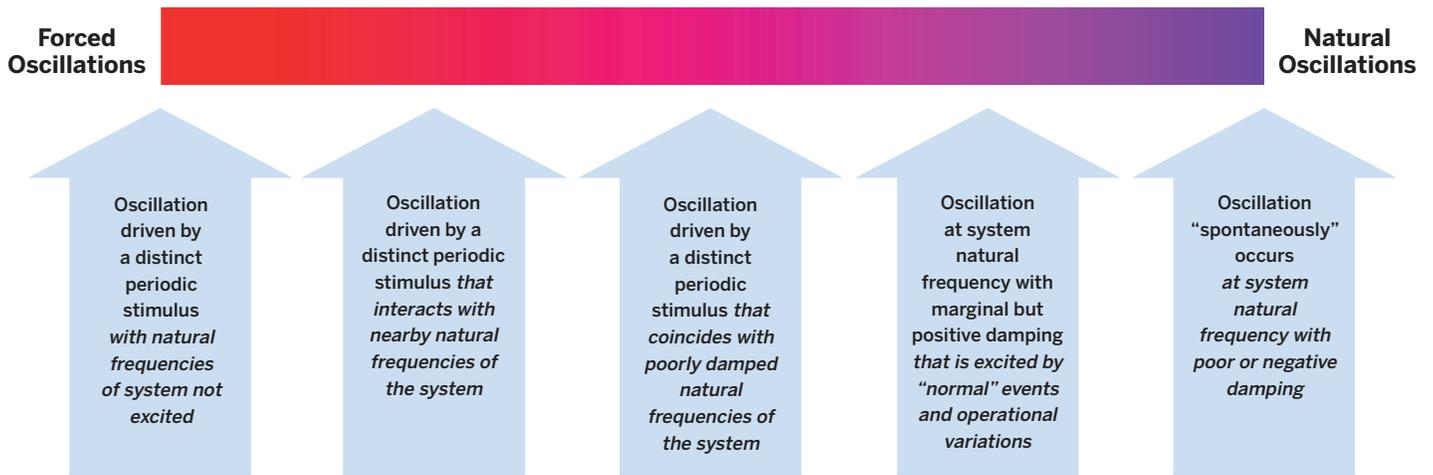 Forced
Oscillations
Natural
Oscillations
Oscillation
driven by
a distinct
periodic
stimulus
with natural
frequencies
of system not
excited
Oscillation
driven by a
distinct periodic
stimulus that
interacts with
nearby natural
frequencies of
the system
Oscillation
driven by
a distinct
periodic
stimulus that
coincides with
poorly damped
natural
frequencies of
the system
Oscillation
at system
natural
frequency with
marginal but
positive damping
that is excited by
“normal” events
and operational
variations
Oscillation
“spontaneously”
occurs
at system
natural
frequency with
poor or negative
damping